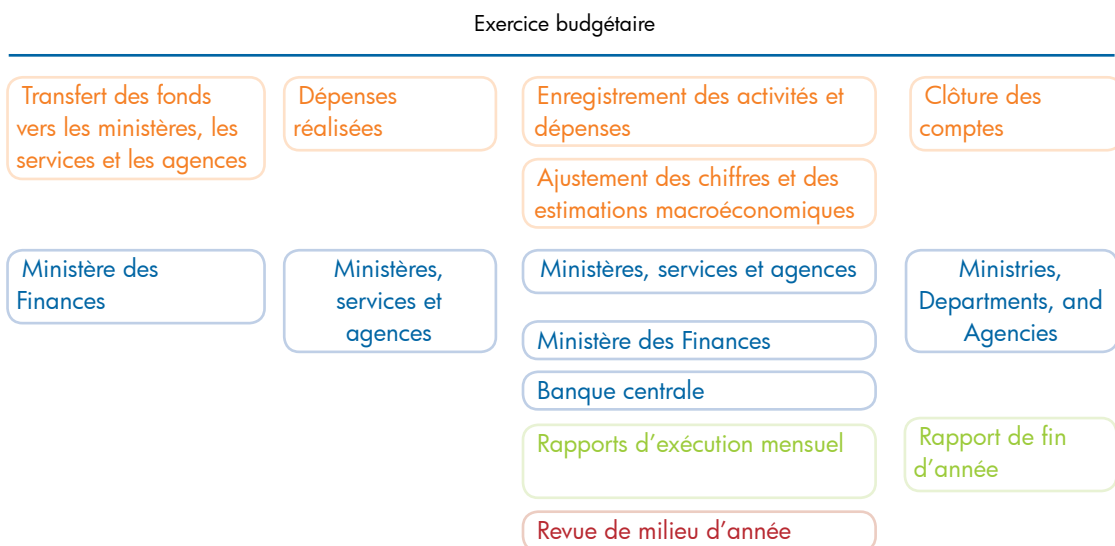 Exercice budgétaire
Transfert des fonds
vers les ministères, les
services et les agences
Dépenses
réalisées
Enregistrement des activités et
dépenses
Clôture des
comptes
Ajustement des chiffres et des
estimations macroéconomiques
Ministère des
Finances
Ministères,
services et
agences
Ministères, services et agences
Ministries,
Departments, and
Agencies
Ministère des Finances
Banque centrale
Rapports d’exécution mensuel
Rapport de fin
d’année
Revue de milieu d’année